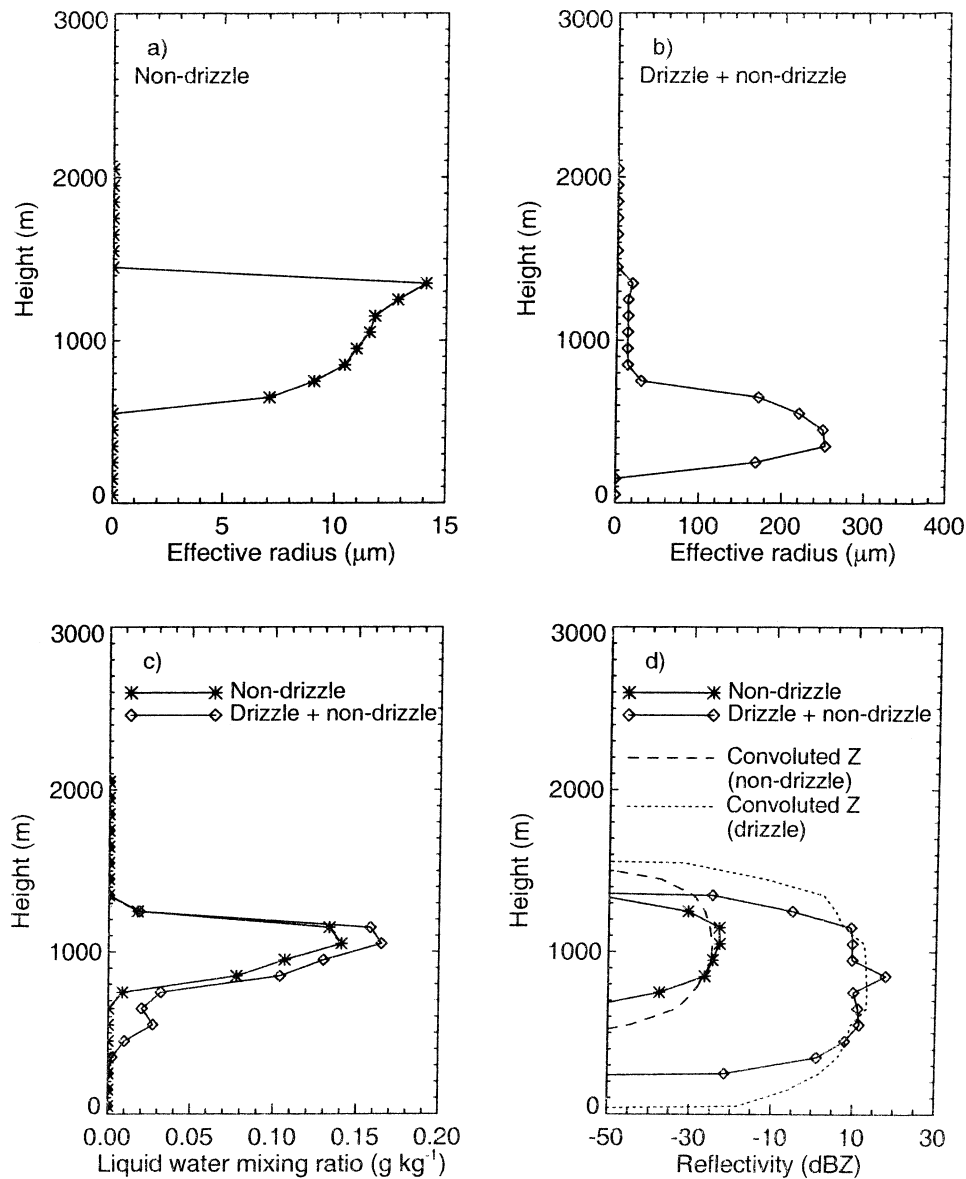 a)
Non-drizzle
3000
2000
1000
0
Height (m)
0 5 10 15
Effective radius (μm)
b)
Drizzle + non-drizzle
3000
2000
1000
0
Height (m)
0 100 200 300 400
Effective radius (μm)
c)
Non-drizzle
Drizzle + non-drizzle
3000
2000
1000
0
Height (m)
0.00 0.05 0.10 0.15 0.20
Liquid water mixing ratio (g kg⁻¹)
d)
Non-drizzle
Drizzle + non-drizzle
Convoluted Z
(non-drizzle)
Convoluted Z
(drizzle)
3000
2000
1000
0
Height (m)
-50 -30 -10 10 30
Reflectivity (dBZ)